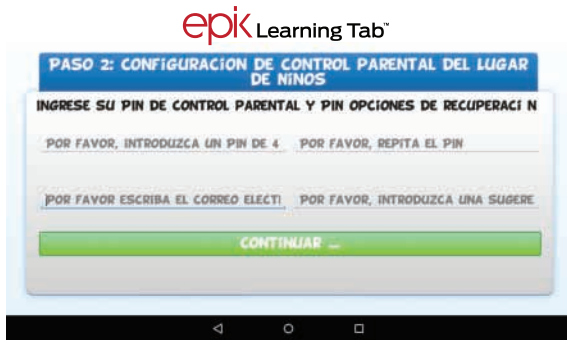 epik Learning Tab™
PASO 2: CONFIGURACION DE CONTROL PARENTAL DEL LUGAR
DE NIÑOS
INGRESE SU PIN DE CONTROL PARENTAL Y PIN OPCIONES DE RECUPERACI N
POR FAVOR, INTRODUZCA UN PIN DE 4 POR FAVOR, REPITA EL PIN
POR FAVOR ESCRIBA EL CORREO ELECTI POR FAVOR, INTRODUZCA UNA SUGERE
CONTINUAR ...